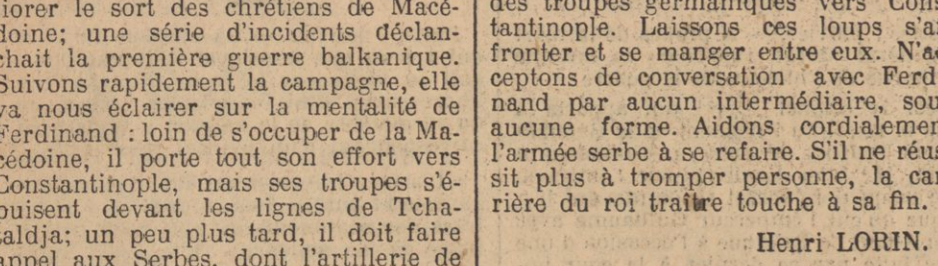 liorer le sort des chrétiens de Macé-
doine; une série d'incidents déclan-
chait la première guerre balkanique.
Suivons rapidement la campagne, elle
va nous éclairer sur la mentalité de
Ferdinand : loin de s'occuper de la Ma-
cédoine, il porte tout son effort vers
Constantinople, mais ses troupes s'é-
puisent devant les lignes de Tcha-
taldja; un peu plus tard, il doit faire
appel aux Serbes, dont l'artillerie de
des troupes germaniques vers Cons
tantinople. Laissons ces loups s'a
fronter et se manger entre eux. N'a
ceptons de conversation avec Ferd
nand par aucun intermédiaire, sou
aucune forme. Aidons cordialemen
l'armée serbe à se refaire. S'il ne réus
sit plus à tromper personne, la car
rière du roi traître touche à sa fin.
Henri LORIN.